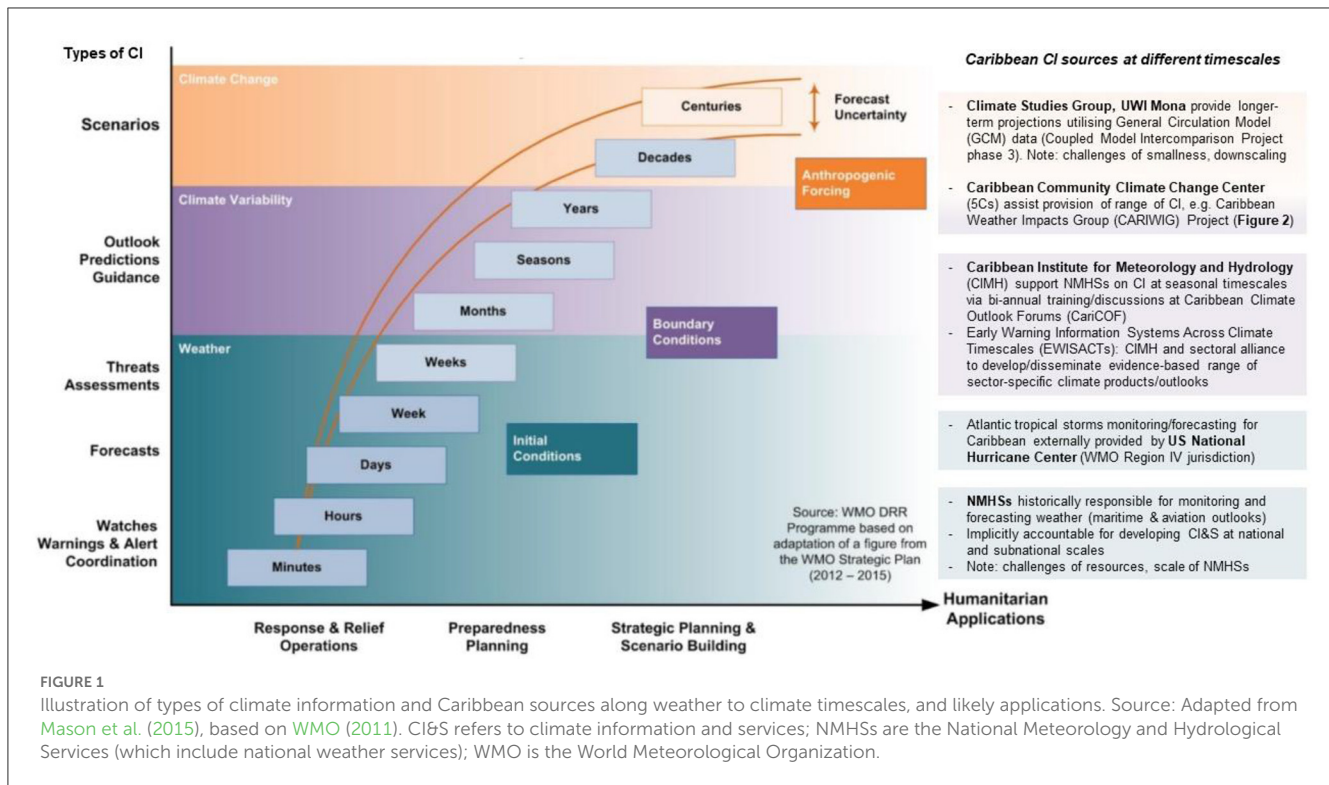 Types of CI
Caribbean CI sources at different timescales
Climate Change
Scenarios
Centuries
Forecast
Uncertainty
Decades
Anthropogenic
Forcing
Climate Variability
Years
Outlook
Predictions
Guidance
Seasons
Months
Boundary
Conditions
Weather
Threats
Assessments
Weeks
Week
Forecasts
Initial
Conditions
Days
Watches
Warnings & Alert
Coordination
Hours
Minutes
Source: WMO DRR
Programme based on
adaptation of a figure from
the WMO Strategic Plan
(2012 – 2015)
Humanitarian
Applications
Response & Relief
Operations
Preparedness
Planning
Strategic Planning &
Scenario Building
- Climate Studies Group, UWI Mona provide longer-
term projections utilising General Circulation Model
(GCM) data (Coupled Model Intercomparison Project
phase 3). Note: challenges of smallness, downscaling
- Caribbean Community Climate Change Center
(5Cs) assist provision of range of CI, e.g. Caribbean
Weather Impacts Group (CARIWIG) Project (Figure 2)
- Caribbean Institute for Meteorology and Hydrology
(CIMH) support NMHSs on CI at seasonal timescales
via bi-annual training/discussions at Caribbean Climate
Outlook Forums (CariCOF)
- Early Warning Information Systems Across Climate
Timescales (EWISACTs): CIMH and sectoral alliance
to develop/disseminate evidence-based range of
sector-specific climate products/outlooks
- Atlantic tropical storms monitoring/forecasting for
Caribbean externally provided by US National
Hurricane Center (WMO Region IV jurisdiction)
- NMHSs historically responsible for monitoring and
forecasting weather (maritime & aviation outlooks)
- Implicitly accountable for developing CI&S at national
and subnational scales
- Note: challenges of resources, scale of NMHSs
FIGURE 1
Illustration of types of climate information and Caribbean sources along weather to climate timescales, and likely applications. Source: Adapted from
Mason et al. (2015), based on WMO (2011). CI&S refers to climate information and services; NMHSs are the National Meteorology and Hydrological
Services (which include national weather services); WMO is the World Meteorological Organization.